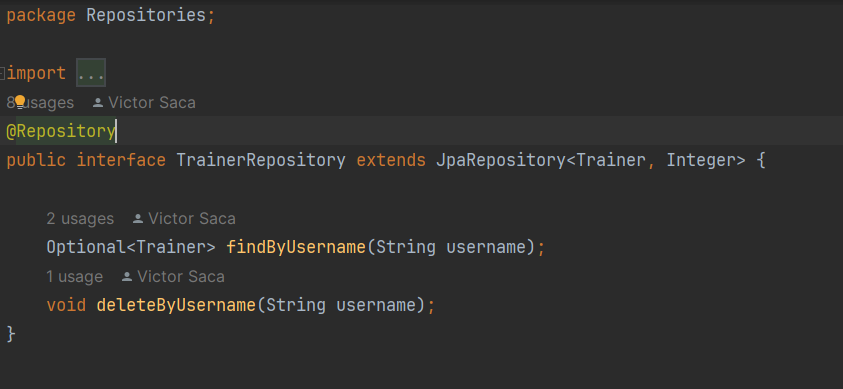 package Repositories;
import ...
8 usages Victor Saca
@Repository
public interface TrainerRepository extends JpaRepository<Trainer, Integer> {
2 usages Victor Saca
Optional<Trainer> findByUsername(String username);
1 usage Victor Saca
void deleteByUsername(String username);
}